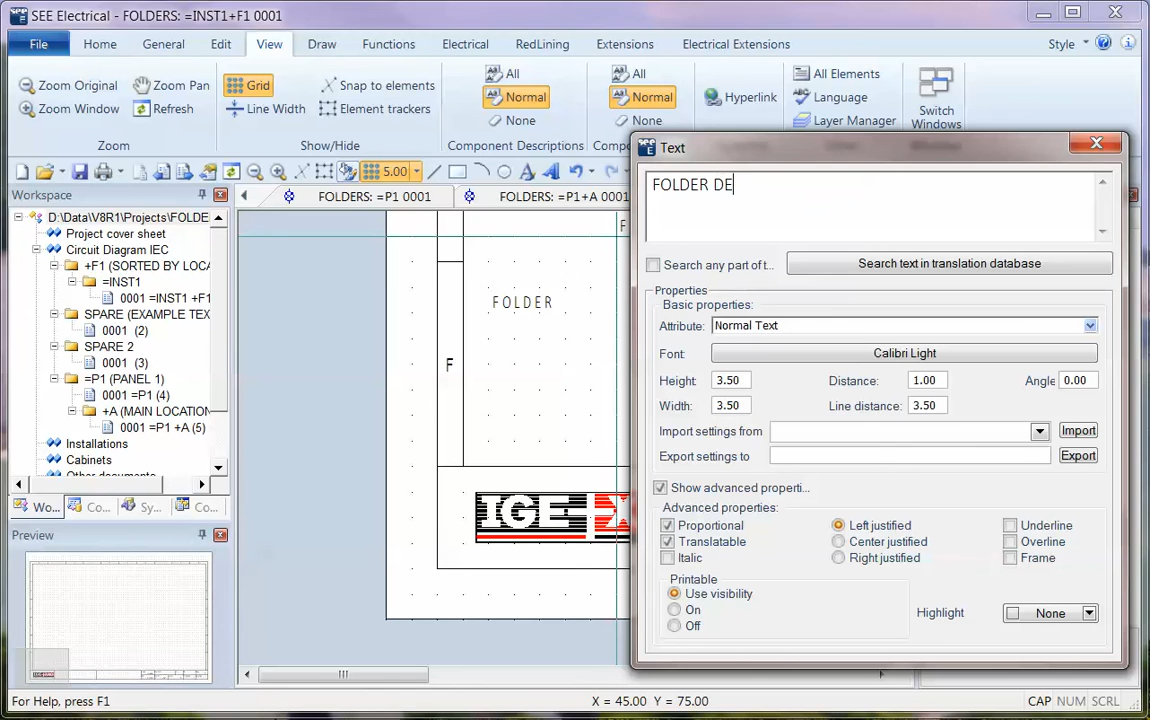 SEE Electrical - FOLDERS: =INST1+F1 0001
File Home General Edit View Draw Functions Electrical RedLining Extensions Electrical Extensions Style
Zoom Original Zoom Pan Grid Snap to elements All All All Elements
Hyperlink
Zoom Window Refresh Line Width Element trackers Normal Normal Language
None None Layer Manager Switch
Windows
Zoom Show/Hide Component Descriptions
5.00
Workspace
FOLDERS: =P1 0001 FOLDERS: =P1+A 0001
D:\Data\V8R1\Projects\FOLDE
Project cover sheet
Circuit Diagram IEC
+F1 (SORTED BY LOCA
=INST1
0001 =INST1 +F1
SPARE (EXAMPLE TEX
0001 (2)
SPARE 2
0001 (3)
=P1 (PANEL 1)
0001 =P1 (4)
+A (MAIN LOCATION
0001 =P1 +A (5)
Installations
Cabinets
Other documents
Wo... Co... Sy... Co...
Preview
F
FOLDER
F
IGE
Text
FOLDER DE
Search any part of t... Search text in translation database
Properties
Basic properties:
Attribute: Normal Text
Font: Calibri Light
Height: 3.50 Distance: 1.00 Angle 0.00
Width: 3.50 Line distance: 3.50
Import settings from Import
Export settings to Export
Show advanced properti...
Advanced properties:
Proportional Left justified Underline
Translatable Center justified Overline
Italic Right justified Frame
Printable
Use visibility
On
Off
Highlight None
For Help, press F1 X = 45.00 Y = 75.00 CAP NUM SCRL